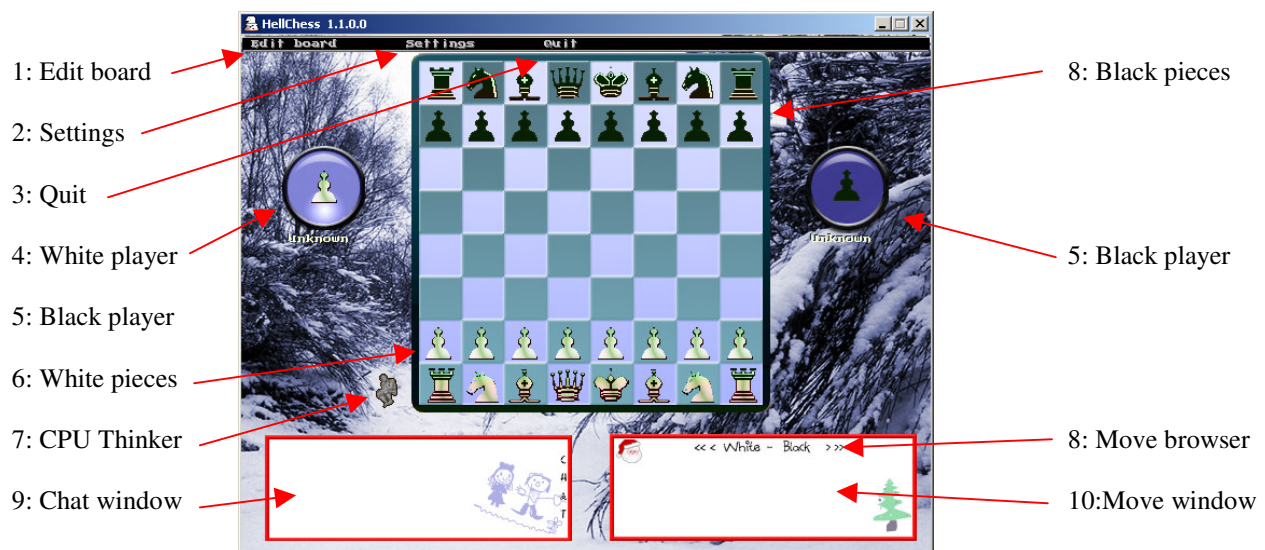 HellChess 1.1.0.0
Edit board Settings Quit
1: Edit board
2: Settings
3: Quit
4: White player
5: Black player
6: White pieces
7: CPU Thinker
9: Chat window
Unknown
Unknown
CHAT
<<< White - Black >>>
8: Black pieces
5: Black player
8: Move browser
10:Move window